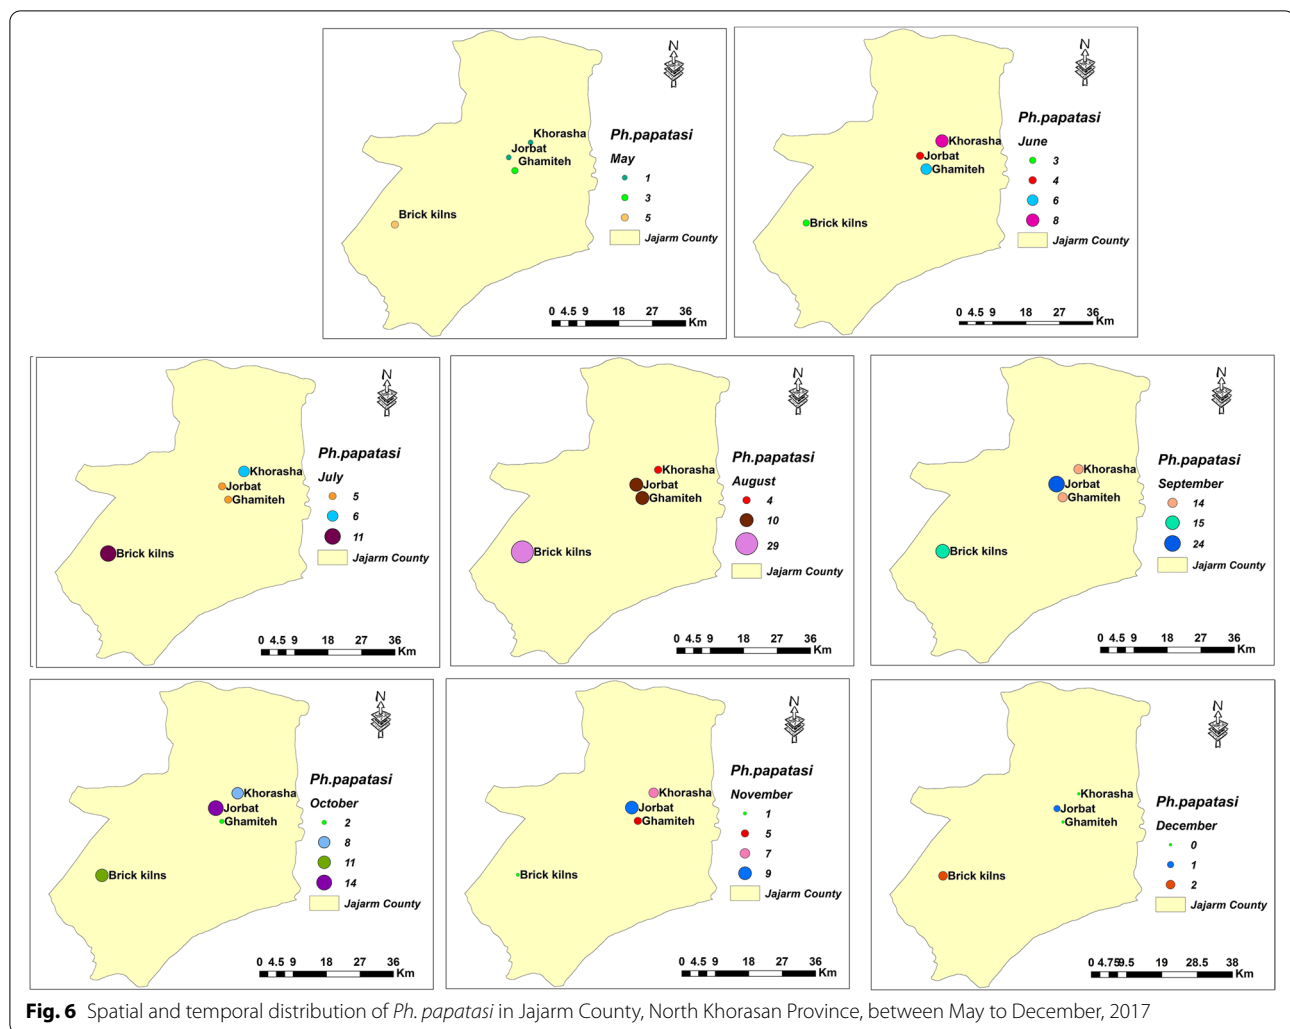 N
Khorasha
Jorbat
Ghamiteh
Brick kilns
Ph.papatasi
May
1
3
5
Jajarm County
0 4.5 9 18 27 36
Km
N
Khorasha
Jorbat
Ghamiteh
Brick kilns
Ph.papatasi
June
3
4
6
8
Jajarm County
0 4.5 9 18 27 36
Km
N
Khorasha
Jorbat
Ghamiteh
Brick kilns
Ph.papatasi
July
5
6
11
Jajarm County
0 4.5 9 18 27 36
Km
N
Khorasha
Jorbat
Ghamiteh
Brick kilns
Ph.papatasi
August
4
10
29
Jajarm County
0 4.5 9 18 27 36
Km
N
Khorasha
Jorbat
Ghamiteh
Brick kilns
Ph.papatasi
September
14
15
24
Jajarm County
0 4.5 9 18 27 36
Km
N
Khorasha
Jorbat
Ghamiteh
Brick kilns
Ph.papatasi
October
2
8
11
14
Jajarm County
0 4.5 9 18 27 36
Km
N
Khorasha
Jorbat
Ghamiteh
Brick kilns
Ph.papatasi
November
1
5
7
9
Jajarm County
0 4.5 9 18 27 36
Km
N
Khorasha
Jorbat
Ghamiteh
Brick kilns
Ph.papatasi
December
0
1
2
Jajarm County
0 4.759.5 19 28.5 38
Km
Fig. 6 Spatial and temporal distribution of Ph. papatasi in Jajarm County, North Khorasan Province, between May to December, 2017